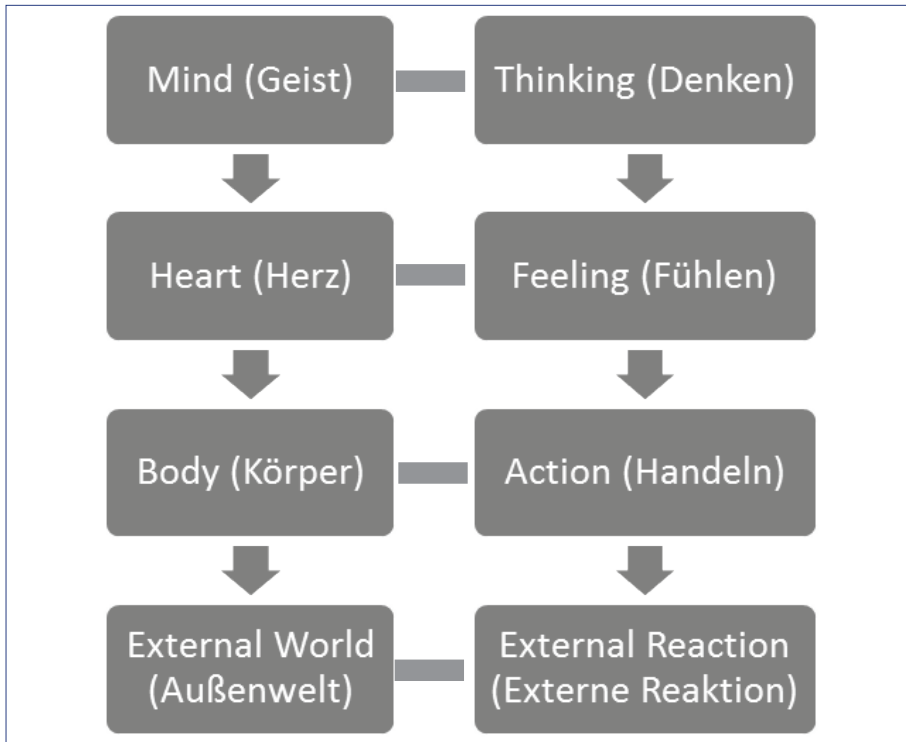 Mind (Geist)
Thinking (Denken)
Heart (Herz)
Feeling (Fühlen)
Body (Körper)
Action (Handeln)
External World
(Außenwelt)
External Reaction
(Externe Reaktion)